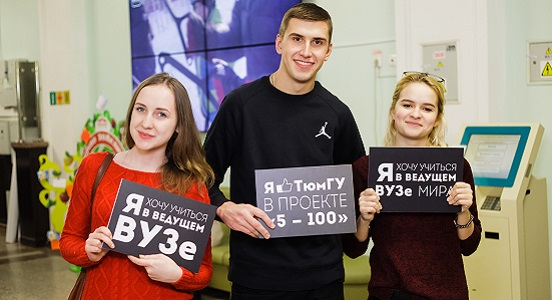 Я ХОЧУ УЧИТЬСЯ
В ВЕДУЩЕМ
ВУЗе
Я ТюмГУ
В ПРОЕКТЕ
«5 – 100»
Я ХОЧУ УЧИТЬСЯ
В ВЕДУЩЕМ
ВУЗе МИРА